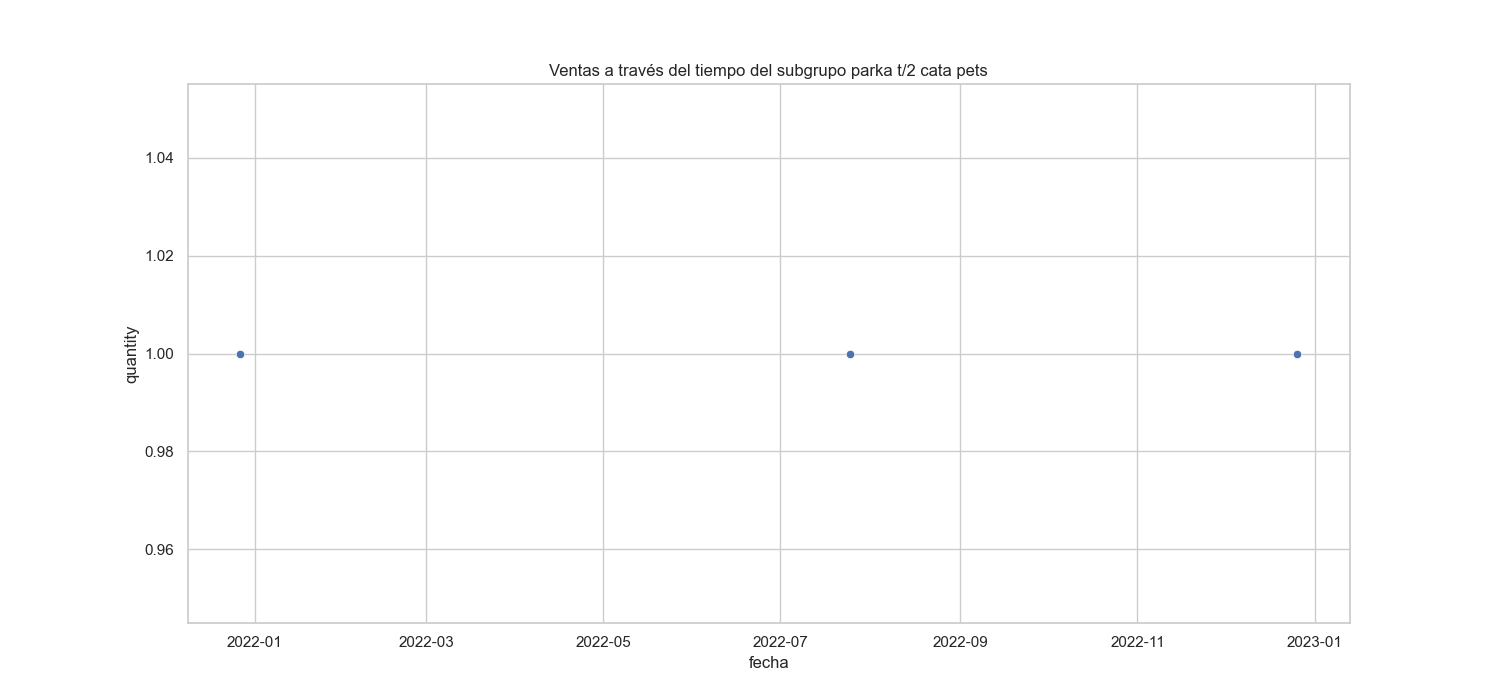 Ventas a través del tiempo del subgrupo parka t/2 cata pets
1.04
1.02
1.00
0.98
0.96
quantity
2022-01 2022-03 2022-05 2022-07 2022-09 2022-11 2023-01
fecha